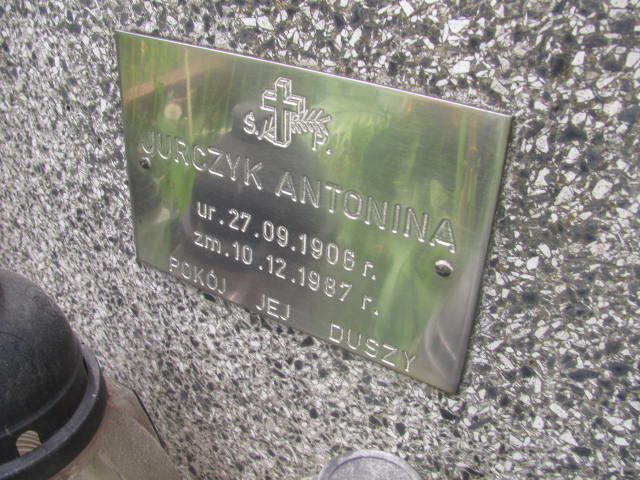 Ś. P.
JURCZYK ANTONINA
ur. 27.09.1906 r.
zm. 10.12.1987 r.
POKÓJ JEJ DUSZY